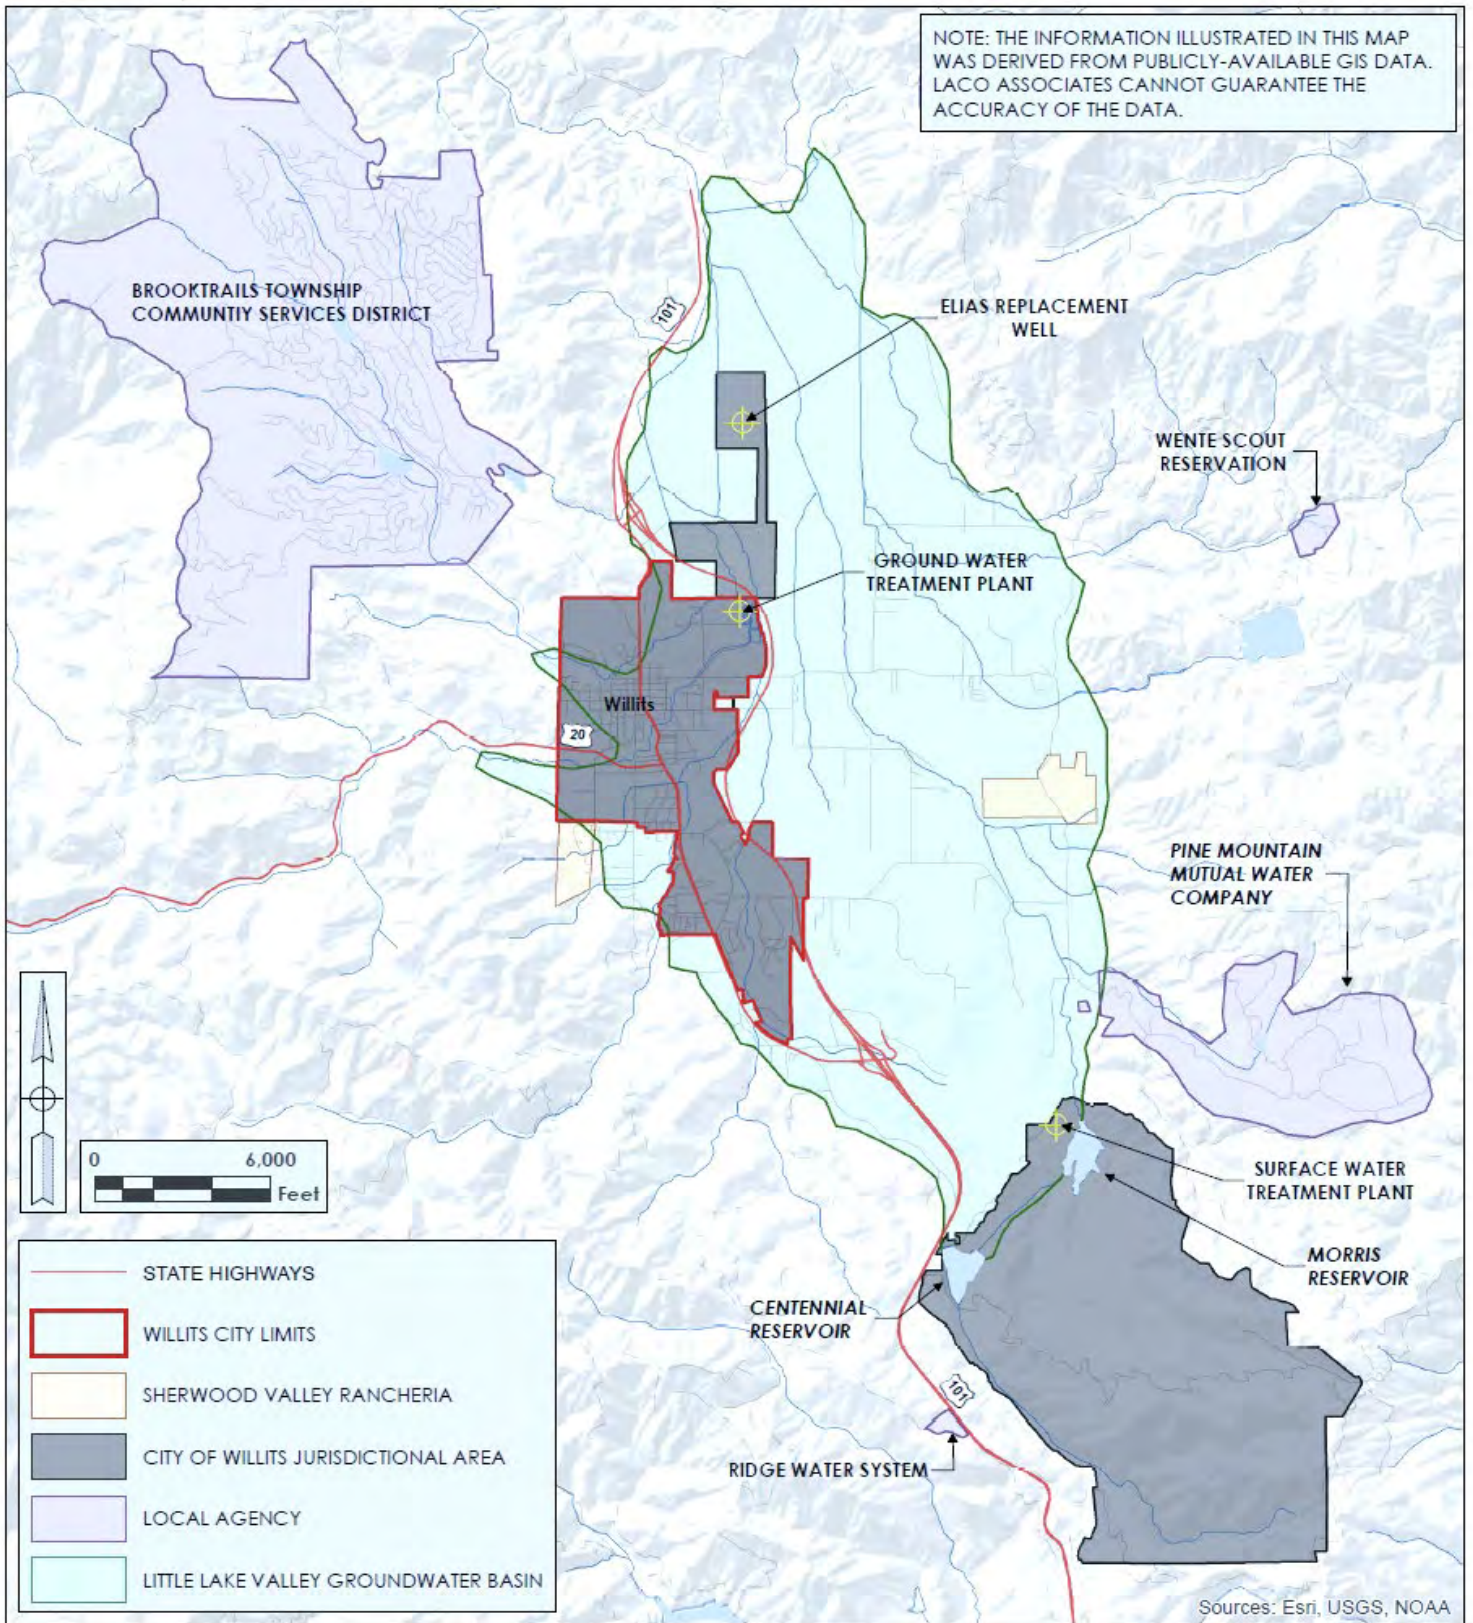 NOTE: THE INFORMATION ILLUSTRATED IN THIS MAP
WAS DERIVED FROM PUBLICLY-AVAILABLE GIS DATA.
LACO ASSOCIATES CANNOT GUARANTEE THE
ACCURACY OF THE DATA.
BROOKTRAILS TOWNSHIP
COMMUNTIY SERVICES DISTRICT
101
ELIAS REPLACEMENT
WELL
WENTE SCOUT
RESERVATION
GROUND WATER
TREATMENT PLANT
Willits
20
PINE MOUNTAIN
MUTUAL WATER
COMPANY
0 6,000
Feet
SURFACE WATER
TREATMENT PLANT
MORRIS
RESERVOIR
CENTENNIAL
RESERVOIR
101
RIDGE WATER SYSTEM
STATE HIGHWAYS
WILLITS CITY LIMITS
SHERWOOD VALLEY RANCHERIA
CITY OF WILLITS JURISDICTIONAL AREA
LOCAL AGENCY
LITTLE LAKE VALLEY GROUNDWATER BASIN
Sources: Esri, USGS, NOAA